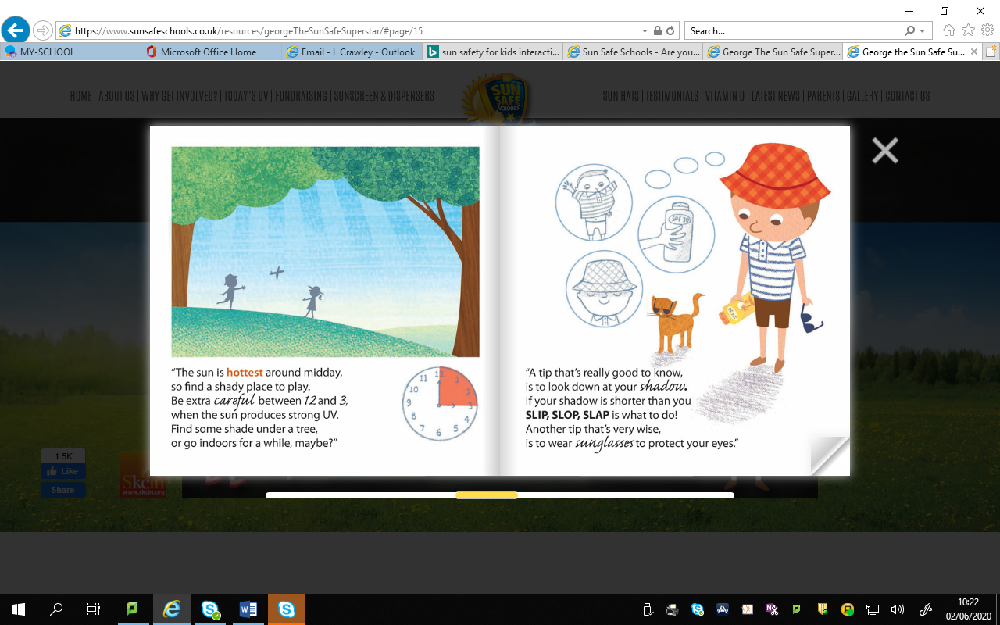 https://www.sunsafeschools.co.uk/resources/georgeTheSunSafeSuperstar/#page/15
Search...
MY-SCHOOL
Microsoft Office Home
Email - L Crawley - Outlook
sun safety for kids interacti...
Sun Safe Schools - Are you...
George The Sun Safe Super...
George the Sun Safe Su...
HOME | ABOUT US | WHY GET INVOLVED? | TODAY'S UV | FUNDRAISING | SUNSCREEN & DISPENSERS
SUN SAFE SCHOOLS
SUN HATS | TESTIMONIALS | VITAMIN D | LATEST NEWS | PARENTS | GALLERY | CONTACT US
“The sun is hottest around midday,
so find a shady place to play.
Be extra careful between 12 and 3,
when the sun produces strong UV.
Find some shade under a tree,
or go indoors for a while, maybe?”
12
1
2
3
4
5
6
7
8
9
10
11
SPF 30
“A tip that’s really good to know,
is to look down at your shadow.
If your shadow is shorter than you
SLIP, SLOP, SLAP is what to do!
Another tip that’s very wise,
is to wear sunglasses to protect your eyes.”
1.5K
Like
Share
Skcin
www.skcin.org
10:22
02/06/2020